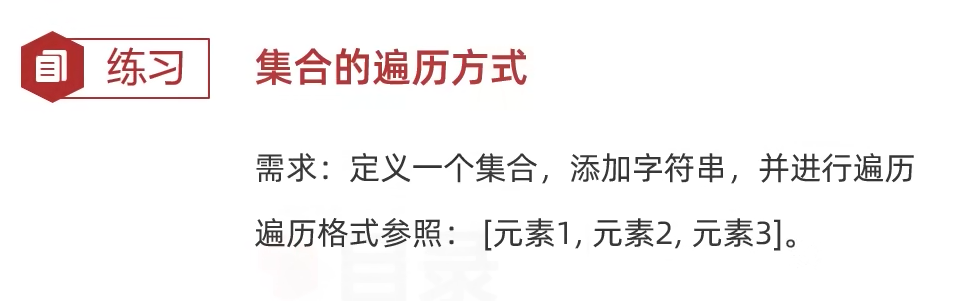 练习
集合的遍历方式
需求：定义一个集合，添加字符串，并进行遍历
遍历格式参照： [元素1, 元素2, 元素3]。
目录